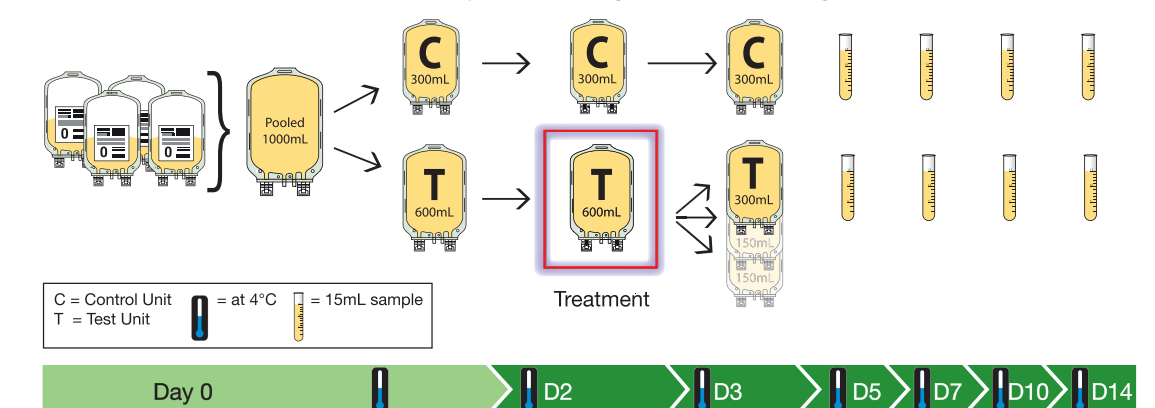 C
300mL
C
300mL
C
300mL
Pooled
1000mL
0
0
0
T
600mL
T
600mL
T
300mL
150mL
150mL
Treatment
C = Control Unit
= at 4°C
= 15mL sample
T = Test Unit
Day 0
D2
D3
D5
D7
D10
D14